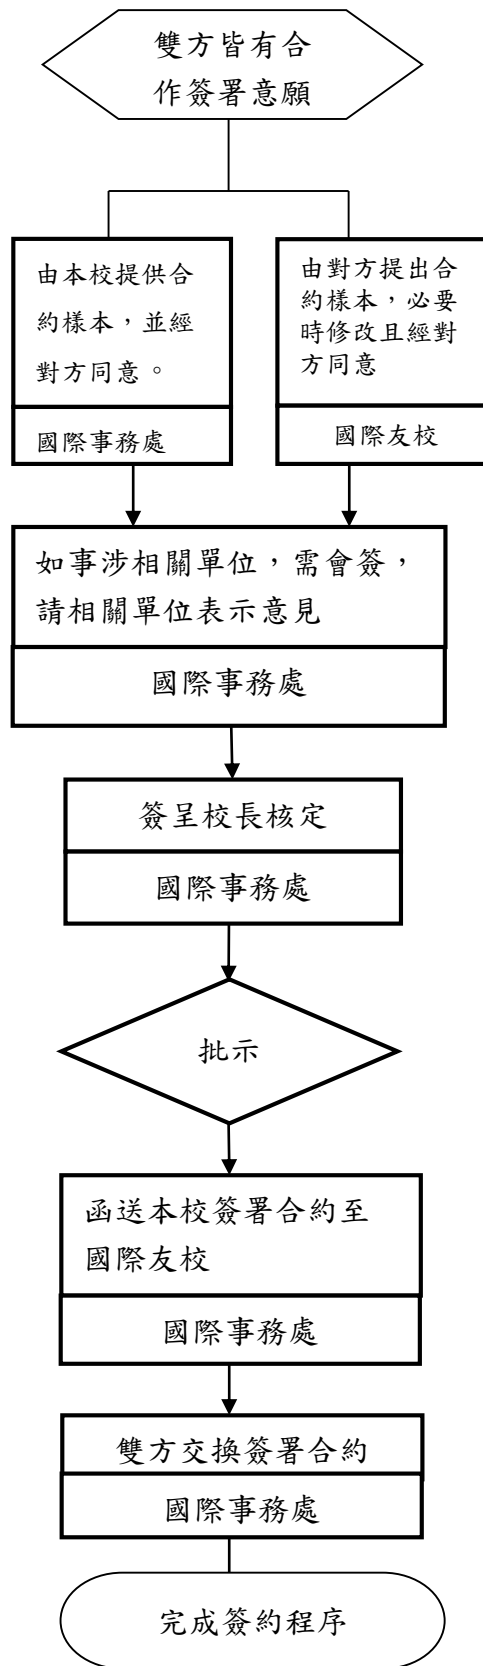 雙方皆有合
作簽署意願
由本校提供合
約樣本，並經
對方同意。
國際事務處
由對方提出合
約樣本，必要
時修改且經對
方同意
國際友校
如事涉相關單位，需會簽，
請相關單位表示意見
國際事務處
簽呈校長核定
國際事務處
批示
函送本校簽署合約至
國際友校
國際事務處
雙方交換簽署合約
國際事務處
完成簽約程序